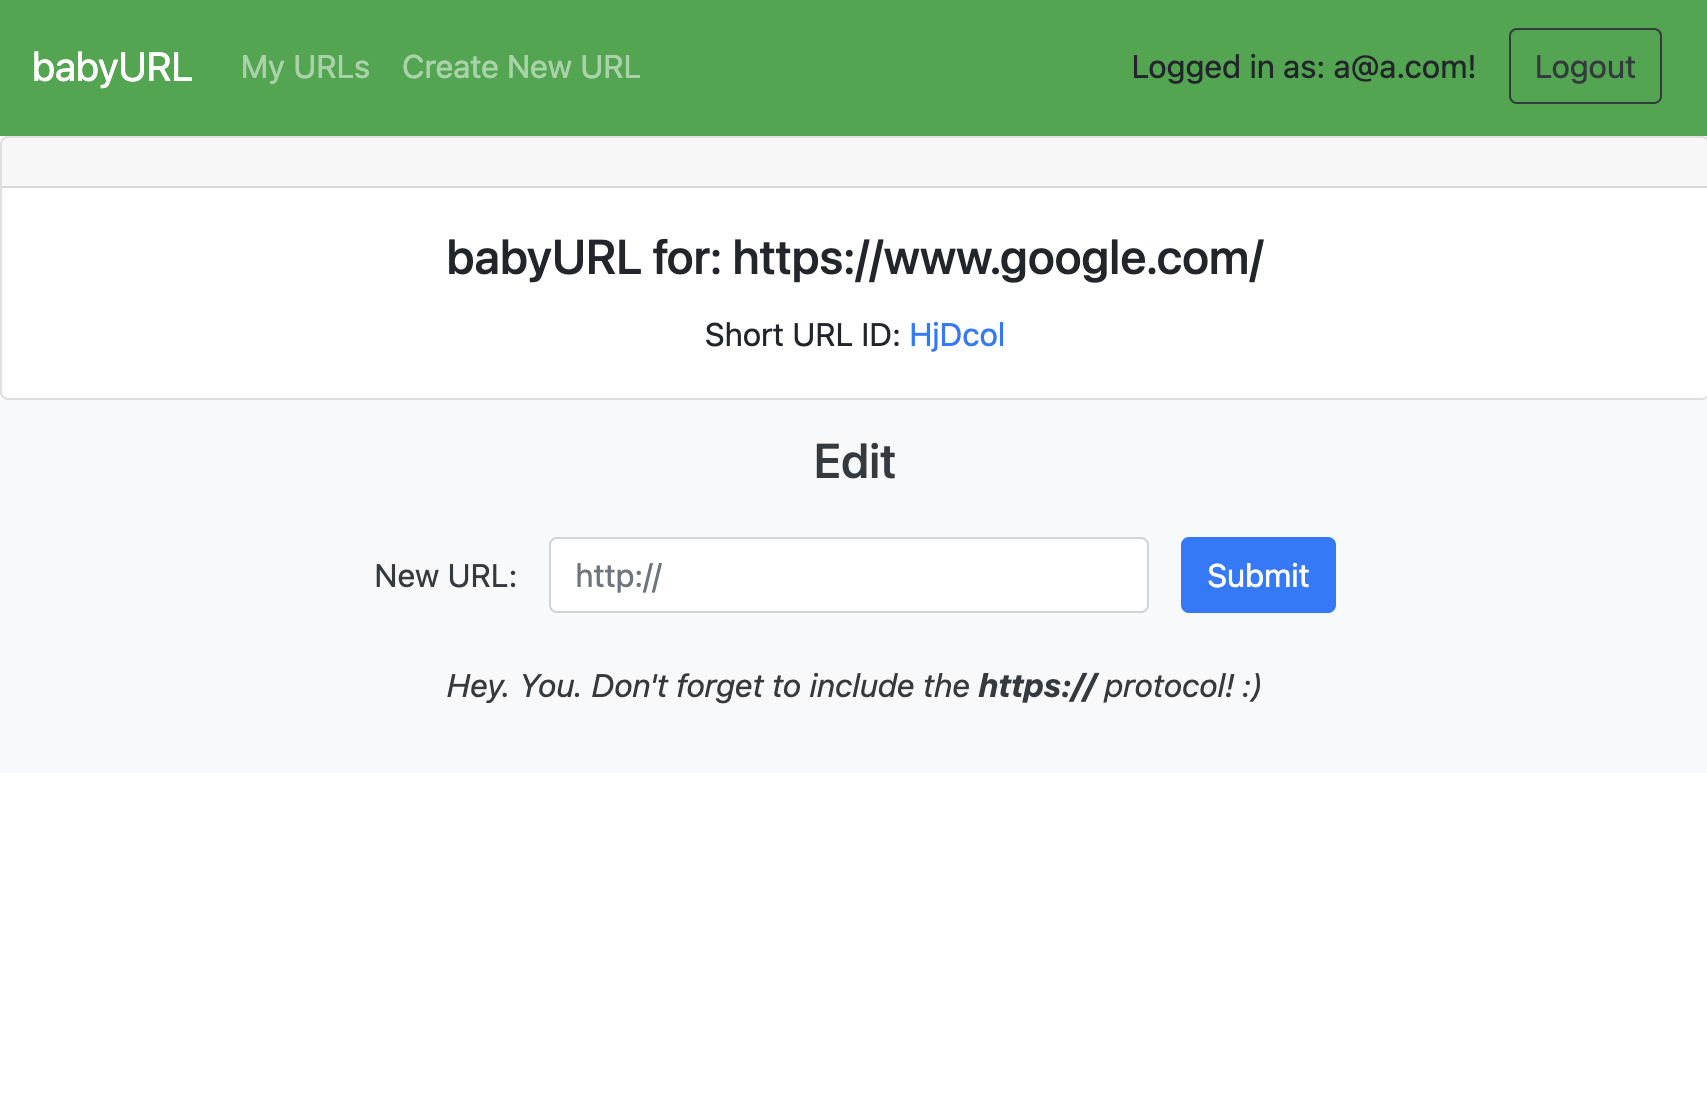 babyURL My URLs Create New URL Logged in as: a@a.com! Logout
babyURL for: https://www.google.com/
Short URL ID: HjDcol
Edit
New URL: http:// Submit
Hey. You. Don't forget to include the https:// protocol! :)